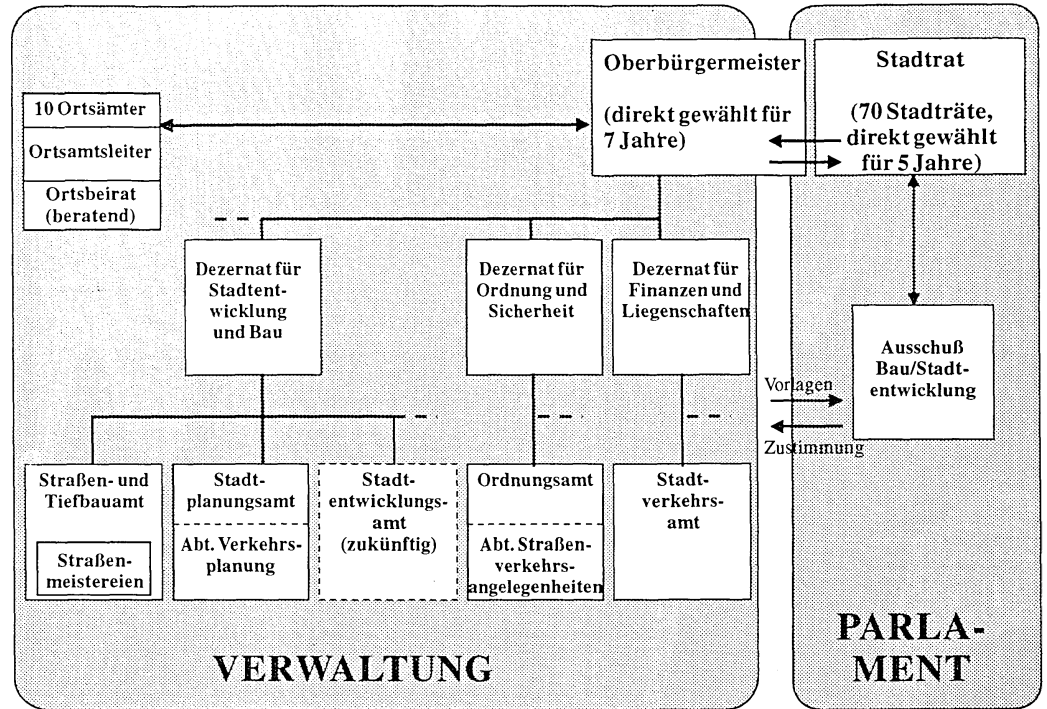 Oberbürgermeister
(direkt gewählt für
7 Jahre)
Stadtrat
(70 Stadträte,
direkt gewählt
für 5 Jahre)
10 Ortsämter
Ortsamtsleiter
Ortsbeirat
(beratend)
Dezernat für
Stadtent-
wicklung
und Bau
Dezernat für
Ordnung und
Sicherheit
Dezernat für
Finanzen und
Liegenschaften
Ausschuß
Bau/Stadt-
entwicklung
Vorlagen
Zustimmung
Straßen- und
Tiefbauamt
Straßen-
meistereien
Stadt-
planungsamt
Abt. Verkehrs-
planung
Stadt-
entwicklungs-
amt
(zukünftig)
Ordnungsamt
Abt. Straßen-
verkehrs-
angelegenheiten
Stadt-
verkehrs-
amt
VERWALTUNG
PARLA-
MENT